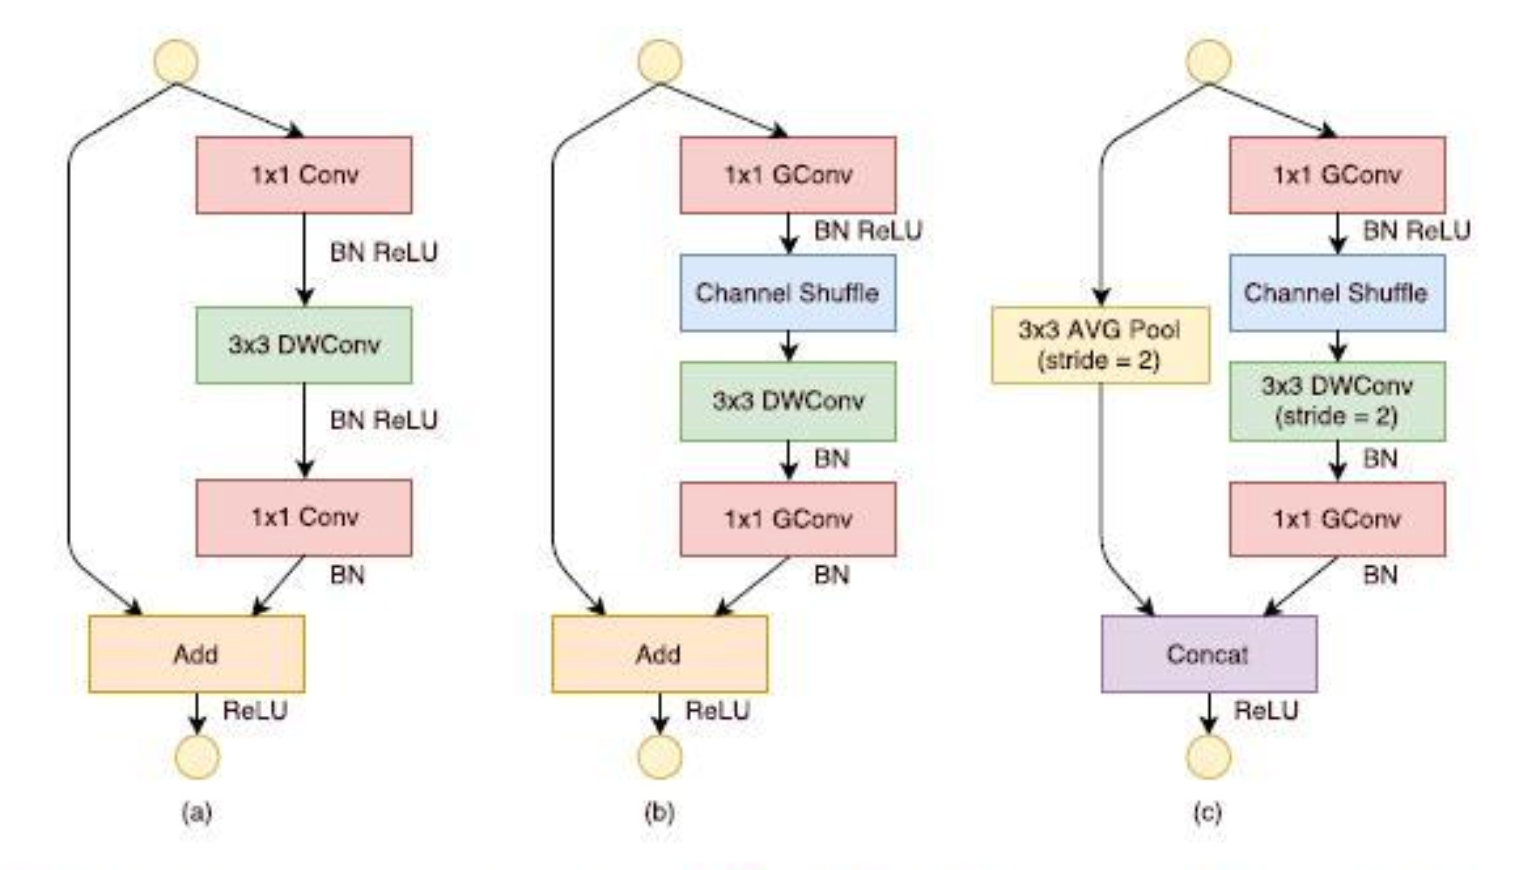 1x1 Conv
BN ReLU
3x3 DWConv
BN ReLU
1x1 Conv
BN
Add
ReLU
(a)
1x1 GConv
BN ReLU
Channel Shuffle
3x3 DWConv
BN
1x1 GConv
BN
Add
ReLU
(b)
1x1 GConv
BN ReLU
Channel Shuffle
3x3 AVG Pool
(stride = 2)
3x3 DWConv
(stride = 2)
BN
1x1 GConv
BN
Concat
ReLU
(c)